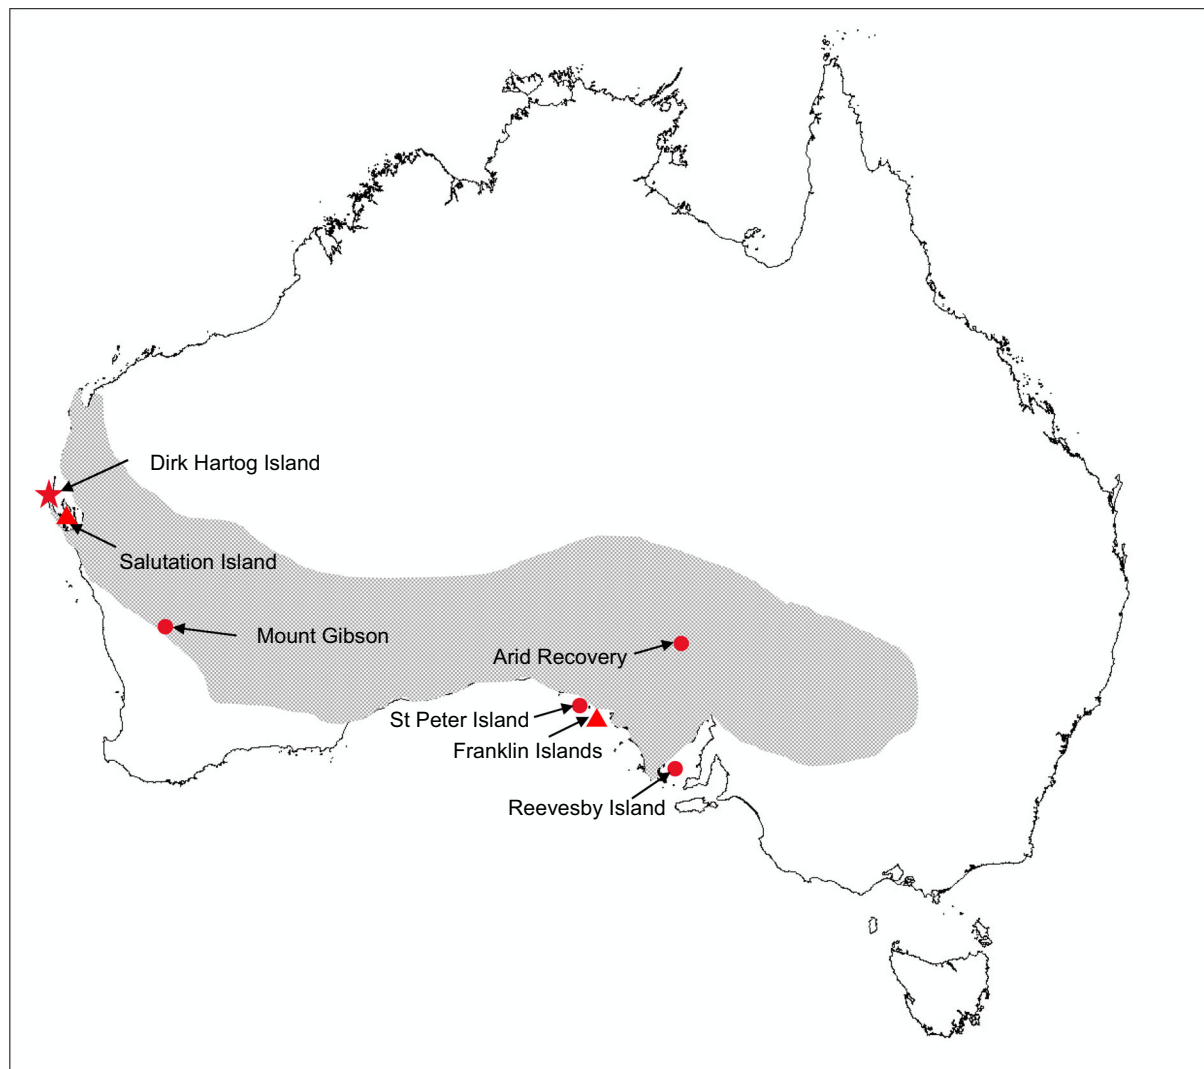 Dirk Hartog Island
Salutation Island
Mount Gibson
Arid Recovery
St Peter Island
Franklin Islands
Reevesby Island